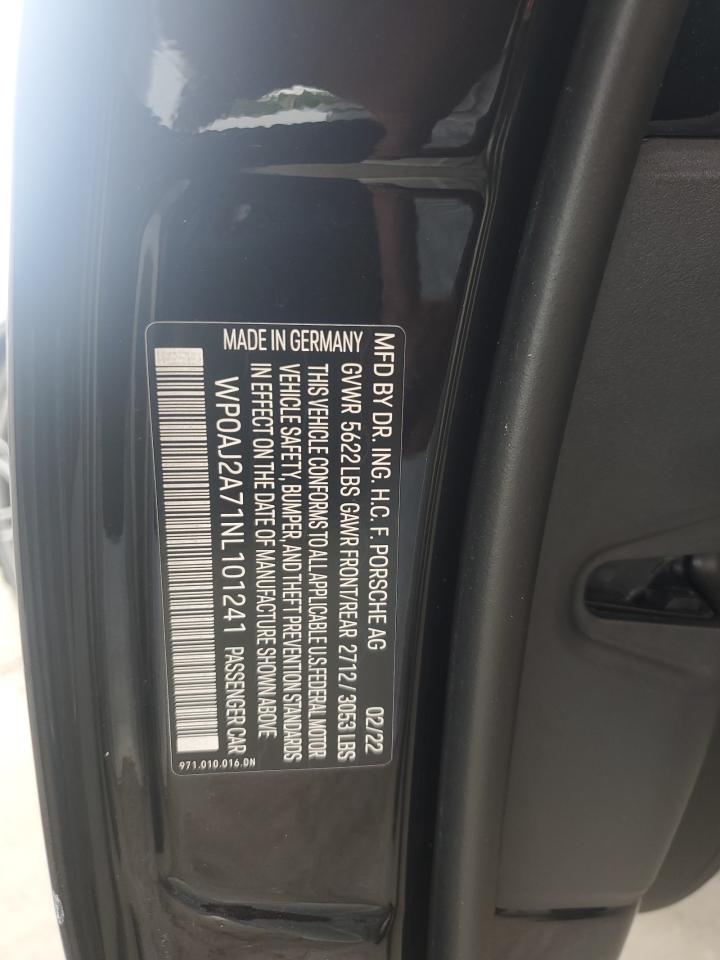 MFD BY DR. ING. H.C. F. PORSCHE AG 02/22
GVWR 5622 LBS GAWR FRONT/REAR 2712 / 3053 LBS
THIS VEHICLE CONFORMS TO ALL APPLICABLE U.S.FEDERAL MOTOR
VEHICLE SAFETY, BUMPER, AND THEFT PREVENTION STANDARDS
IN EFFECT ON THE DATE OF MANUFACTURE SHOWN ABOVE
MADE IN GERMANY
WP0AJ2A71NL101241 PASSENGER CAR
971.010.016.DN